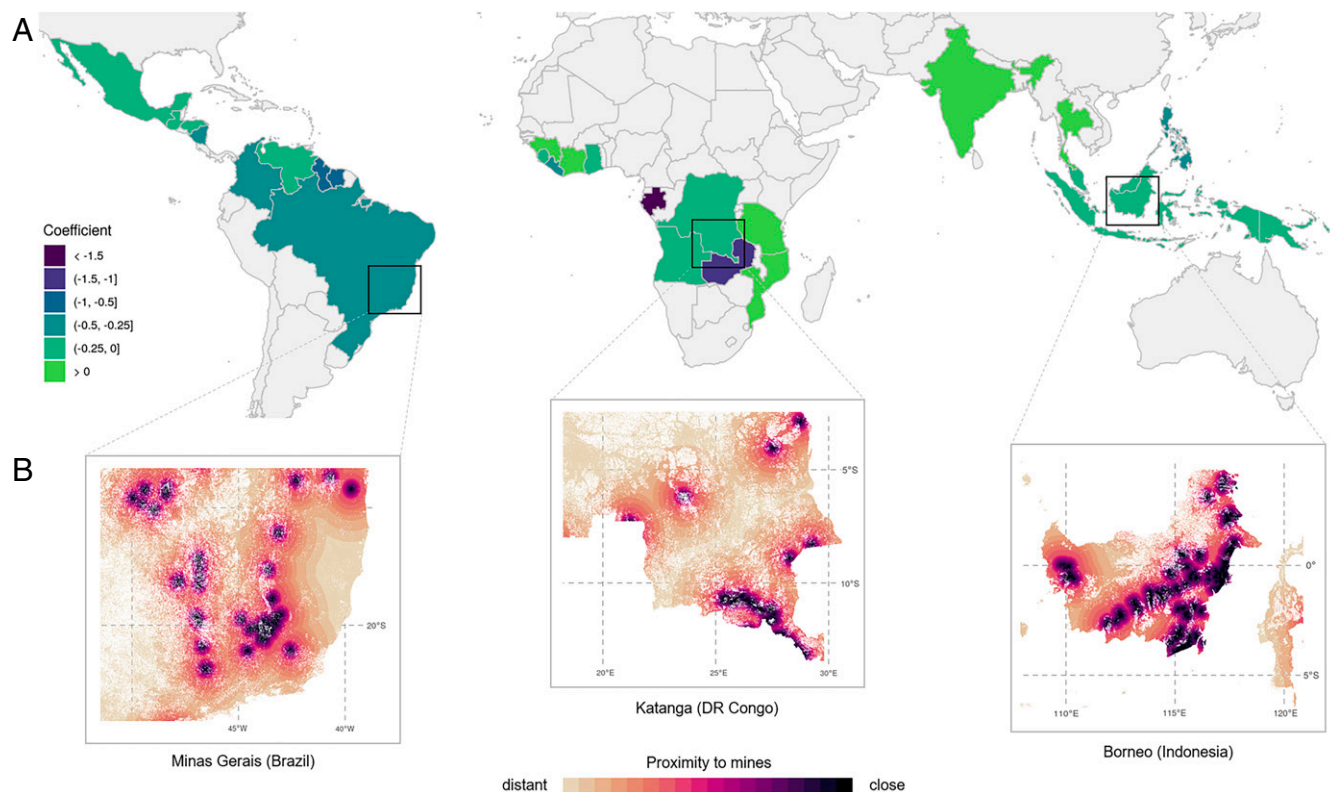 A
Coefficient
< -1.5
(-1.5, -1]
(-1, -0.5]
(-0.5, -0.25]
(-0.25, 0]
> 0
B
20°S
45°W
40°W
Minas Gerais (Brazil)
5°S
10°S
20°E
25°E
30°E
Katanga (DR Congo)
0°
5°S
110°E
115°E
120°E
Borneo (Indonesia)
Proximity to mines
distant
close